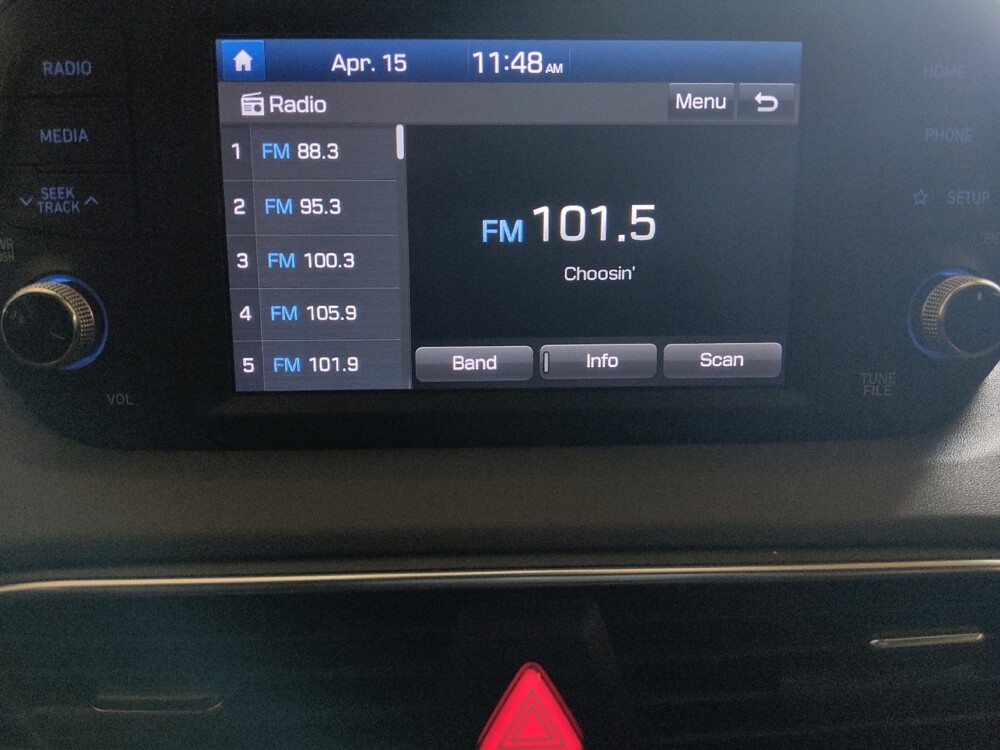 RADIO
MEDIA
SEEK
TRACK
VOL
Apr. 15 11:48 AM
Radio
Menu
1 FM 88.3
2 FM 95.3
3 FM 100.3
4 FM 105.9
5 FM 101.9
FM 101.5
Choosin'
Band
Info
Scan
HOME
PHONE
SETUP
TUNE
FILE